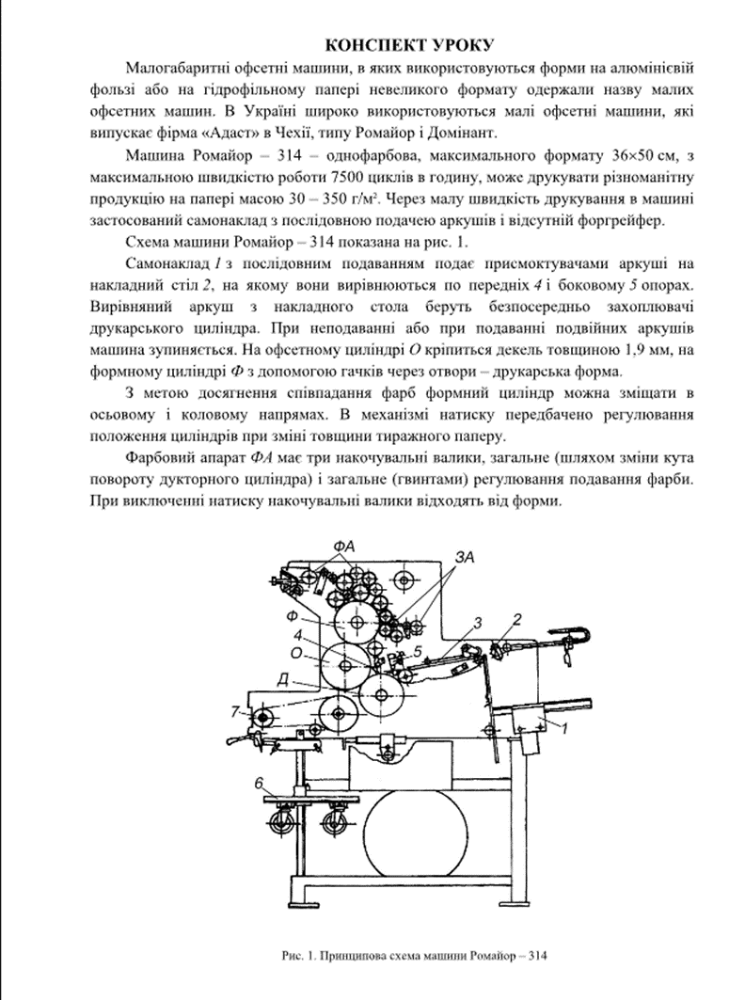 КОНСПЕКТ УРОКУ
Малогабаритні офсетні машини, в яких використовуються форми на алюмінієвій
фользі або на гідрофільному папері невеликого формату одержали назву малих
офсетних машин. В Україні широко використовуються малі офсетні машини, які
випускає фірма «Адаст» в Чехії, типу Ромайор і Домінант.
Машина Ромайор – 314 – однофарбова, максимального формату 36×50 см, з
максимальною швидкістю роботи 7500 циклів в годину, може друкувати різноманітну
продукцію на папері масою 30 – 350 г/м². Через малу швидкість друкування в машині
застосований самонаклад з послідовною подачею аркушів і відсутній форгрейфер.
Схема машини Ромайор – 314 показана на рис. 1.
Самонаклад 1 з послідовним подаванням подає присмоктувачами аркуші на
накладний стіл 2, на якому вони вирівнюються по передніх 4 і боковому 5 опорах.
Вирівняний аркуш з накладного стола беруть безпосередньо захоплювачі
друкарського циліндра. При неподаванні або при подаванні подвійних аркушів
машина зупиняється. На офсетному циліндрі О кріпиться декель товщиною 1,9 мм, на
формному циліндрі Ф з допомогою гачків через отвори – друкарська форма.
З метою досягнення співпадання фарб формний циліндр можна зміщати в
осьовому і коловому напрямах. В механізмі натиску передбачено регулювання
положення циліндрів при зміні товщини тиражного паперу.
Фарбовий апарат ФА має три накочувальні валики, загальне (шляхом зміни кута
повороту дукторного циліндра) і загальне (гвинтами) регулювання подавання фарби.
При виключенні натиску накочувальні валики відходять від форми.
ФА
ЗА
Ф
3
2
4
5
О
Д
7
1
6
Рис. 1. Принципова схема машини Ромайор – 314